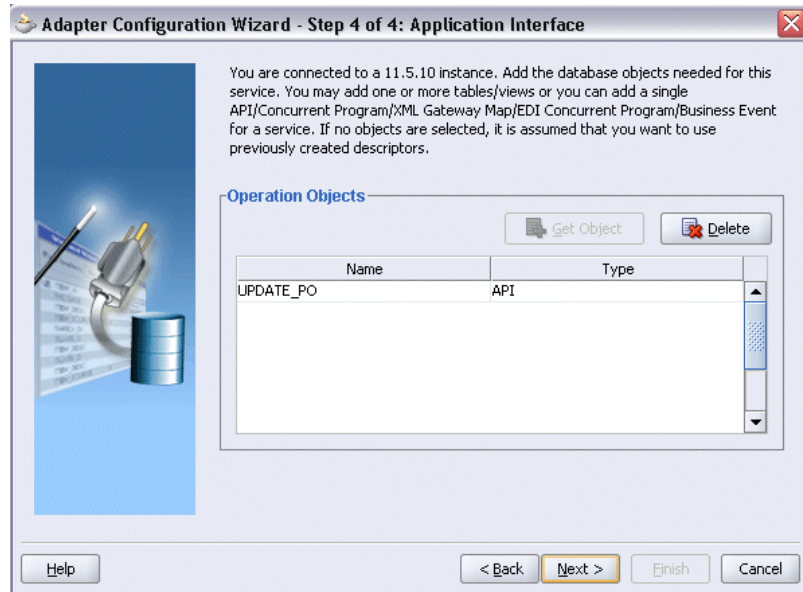 Adapter Configuration Wizard - Step 4 of 4: Application Interface
You are connected to a 11.5.10 instance. Add the database objects needed for this
service. You may add one or more tables/views or you can add a single
API/Concurrent Program/XML Gateway Map/EDI Concurrent Program/Business Event
for a service. If no objects are selected, it is assumed that you want to use
previously created descriptors.
Operation Objects
Get Object Delete
Name Type
UPDATE_PO API
Help < Back Next > Finish Cancel